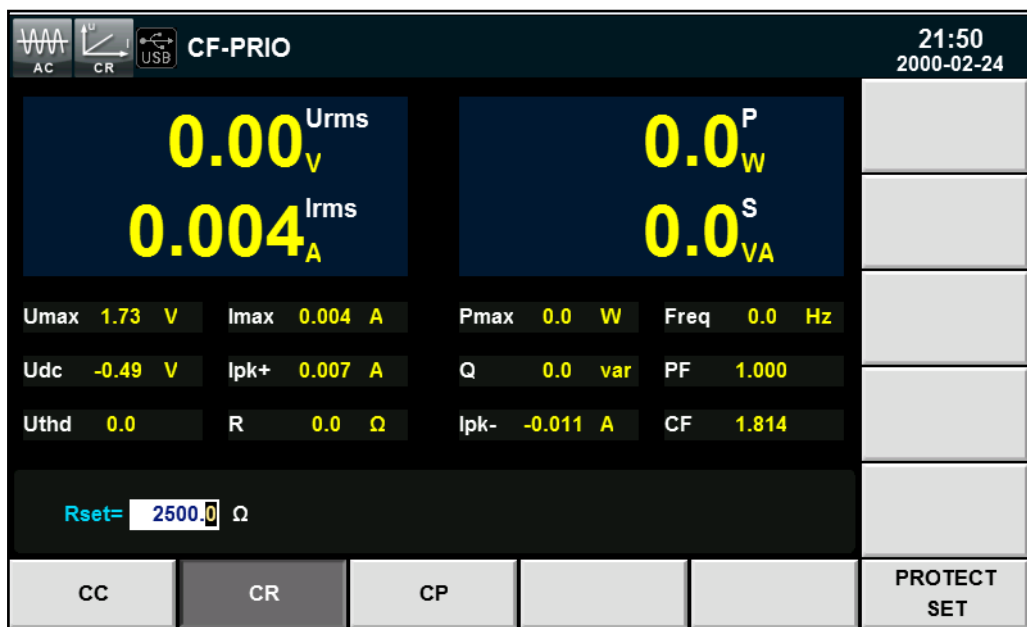 AC
U
I
CR
USB
CF-PRIO
21:50
2000-02-24
0.00 Urms V
0.0 P W
0.004 Irms A
0.0 S VA
Umax 1.73 V Imax 0.004 A Pmax 0.0 W Freq 0.0 Hz
Udc -0.49 V Ipk+ 0.007 A Q 0.0 var PF 1.000
Uthd 0.0 R 0.0 Ω Ipk- -0.011 A CF 1.814
Rset= 2500.0 Ω
CC CR CP
PROTECT
SET